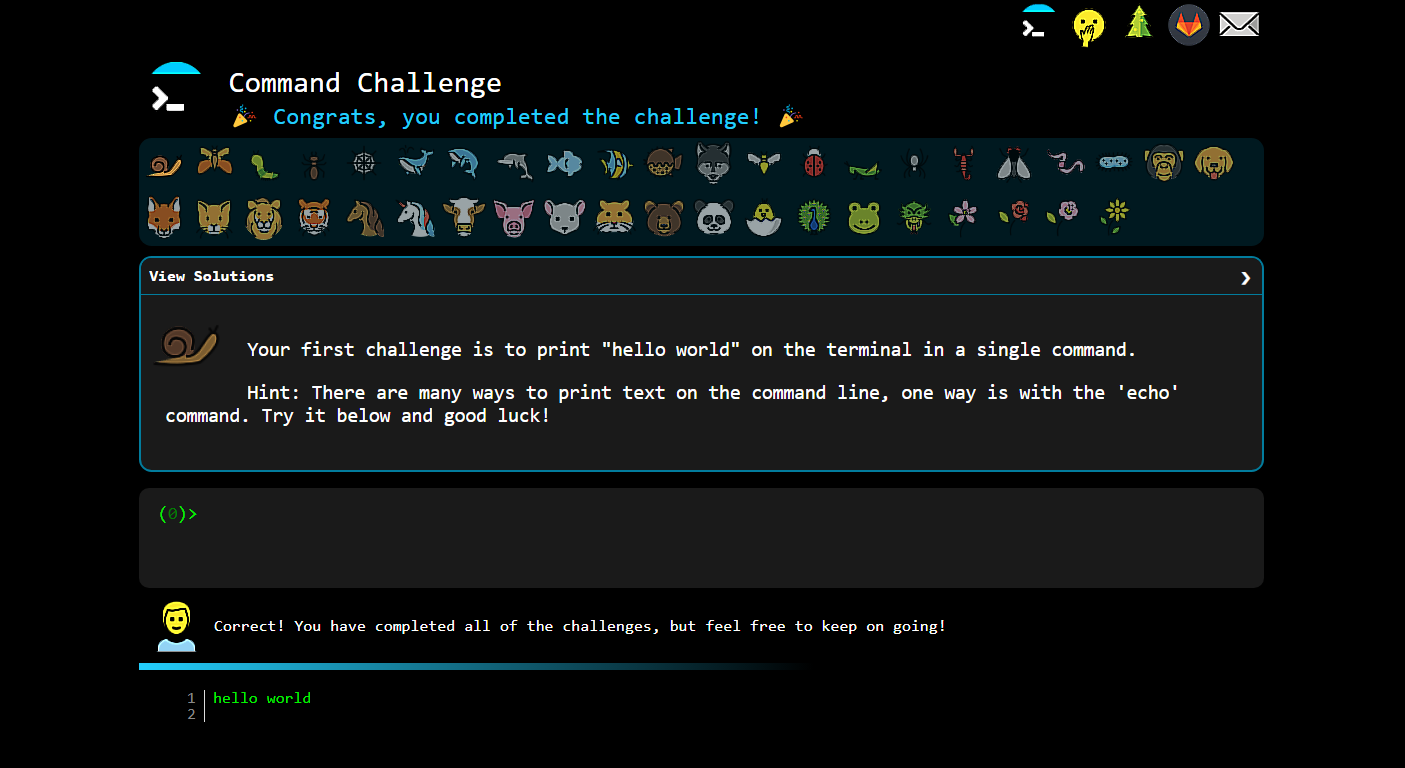 Command Challenge
🎉 Congrats, you completed the challenge! 🎉
View Solutions ❯
Your first challenge is to print "hello world" on the terminal in a single command.
Hint: There are many ways to print text on the command line, one way is with the 'echo'
command. Try it below and good luck!
(0)>
Correct! You have completed all of the challenges, but feel free to keep on going!
1 hello world
2